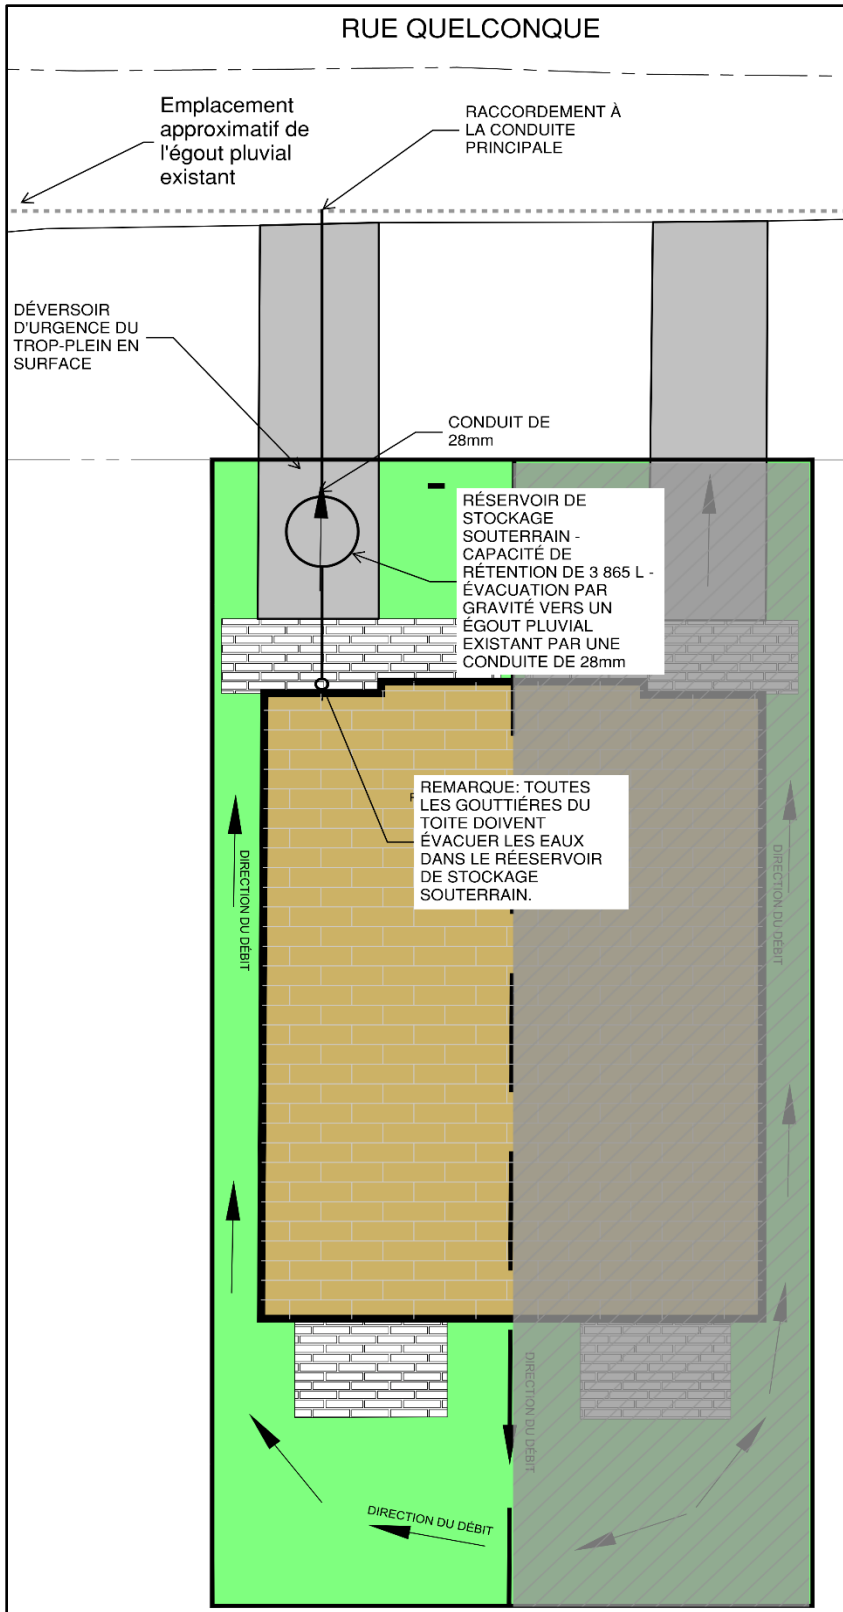 RUE QUELCONQUE
Emplacement
approximatif de
l'égout pluvial
existant
RACCORDEMENT À
LA CONDUITE
PRINCIPALE
DÉVERSOIR
D'URGENCE DU
TROP-PLEIN EN
SURFACE
CONDUIT DE
28mm
RÉSERVOIR DE
STOCKAGE
SOUTERRAIN -
CAPACITÉ DE
RÉTENTION DE 3 865 L -
ÉVACUATION PAR
GRAVITÉ VERS UN
ÉGOUT PLUVIAL
EXISTANT PAR UNE
CONDUITE DE 28mm
REMARQUE: TOUTES
LES GOUTTIÉRES DU
TOITE DOIVENT
ÉVACUER LES EAUX
DANS LE RÉESERVOIR
DE STOCKAGE
SOUTERRAIN.
DIRECTION DU DÉBIT
DIRECTION DU DÉBIT
DIRECTION DU DÉBIT
DIRECTION DU DÉBIT